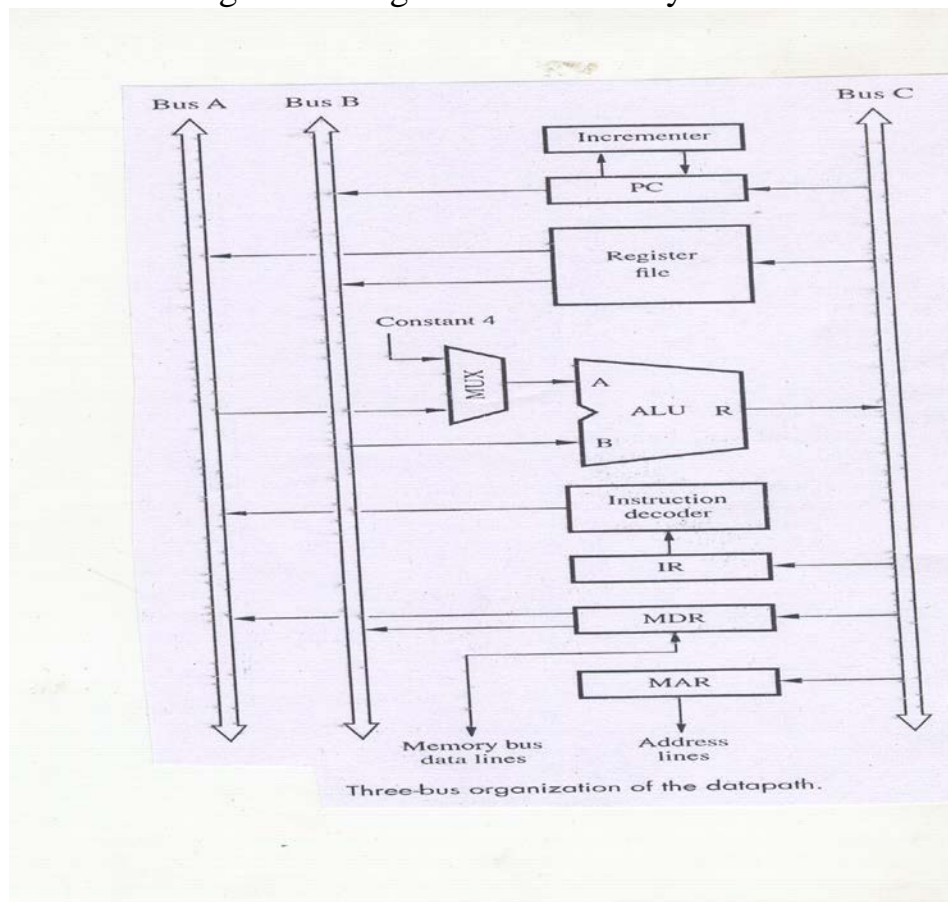 Bus A
Bus B
Bus C
Incrementer
PC
Register
file
Constant 4
MUX
A
ALU
R
B
Instruction
decoder
IR
MDR
MAR
Memory bus
data lines
Address
lines
Three-bus organization of the datapath.